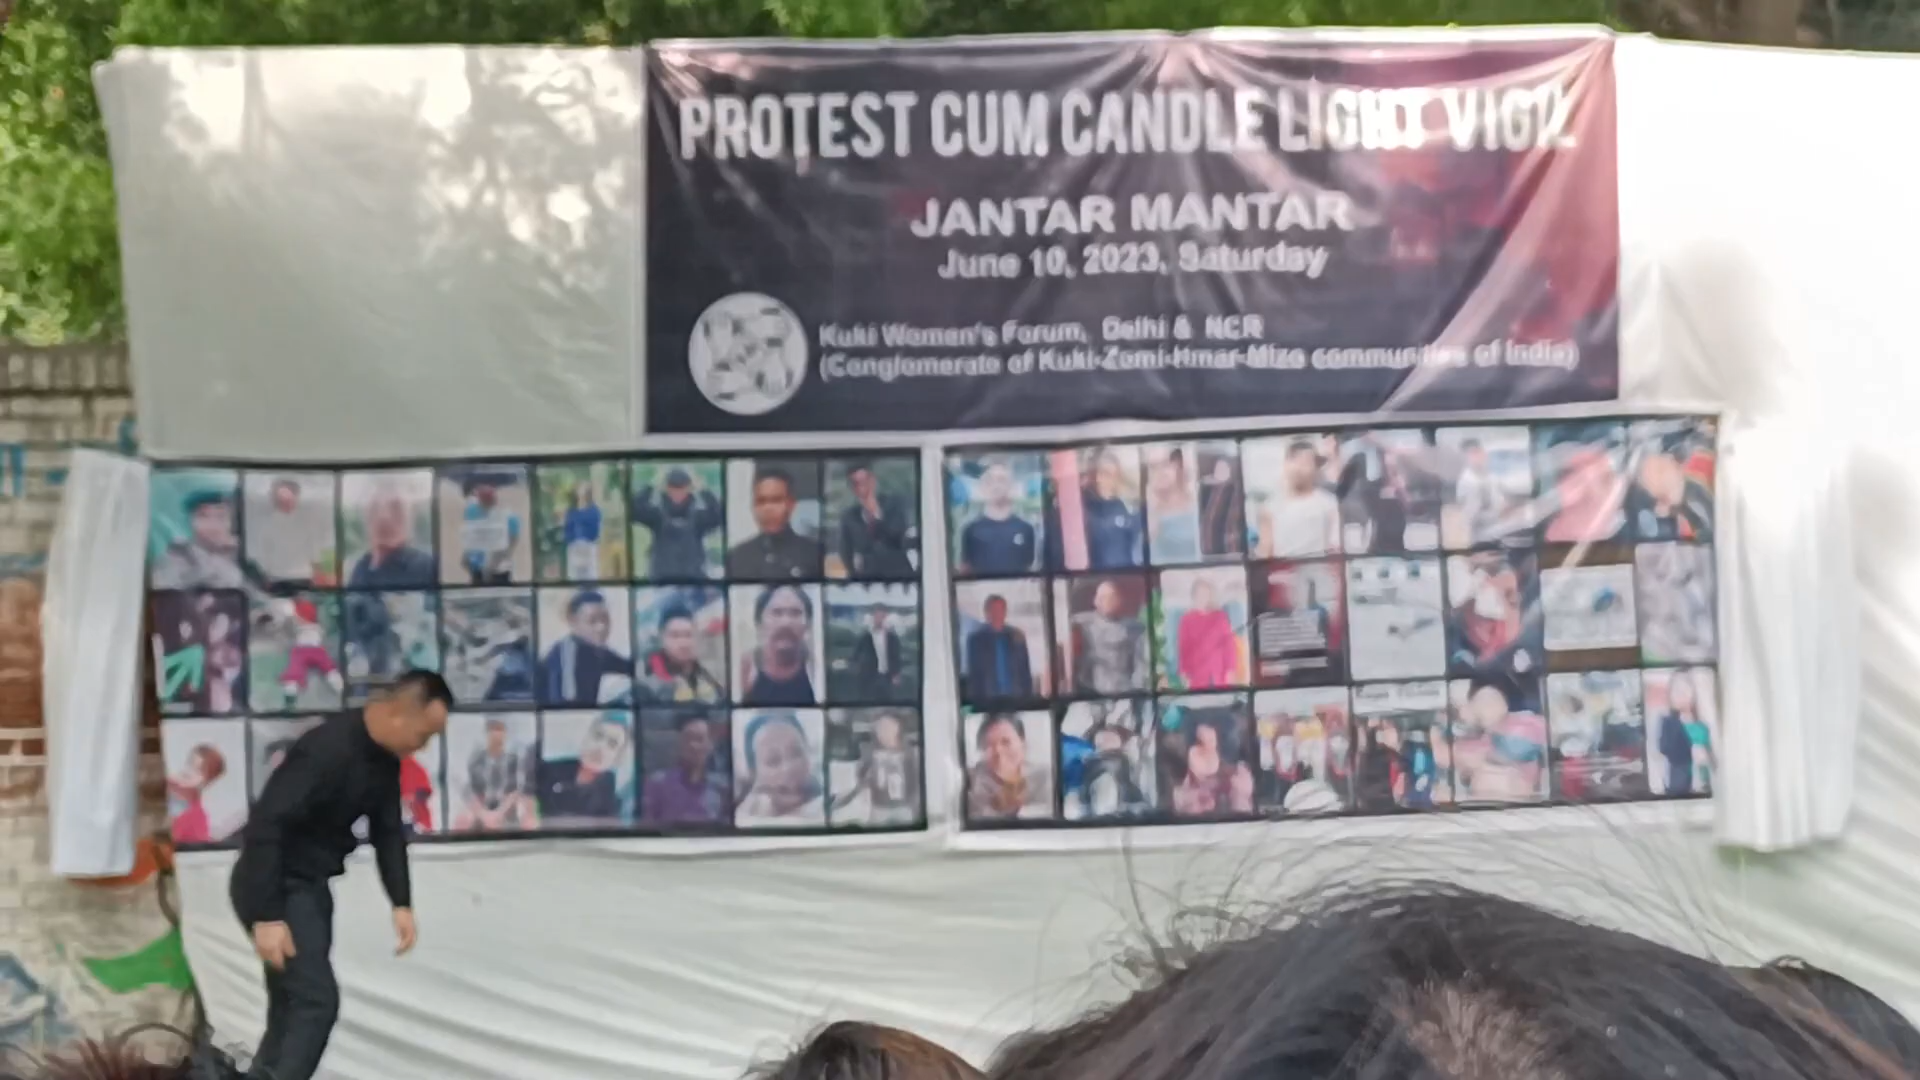 PROTEST CUM CANDLE LIGHT VIGIL
JANTAR MANTAR
June 10, 2023, Saturday
Kuki Women's Forum, Delhi & NCR
(Conglomerate of Kuki-Zomi-Hmar-Mizo communities of India)